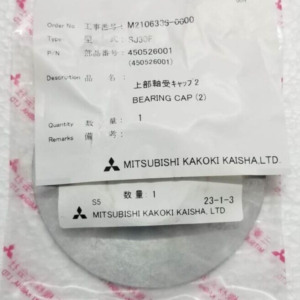 Order No 工事番号 M210639S-0600
Type 型 式 SJ30F
P/N 部品番号 450526001
(450526001)
Description 品 名 上部軸受キャップ2
BEARING CAP (2)
Quantity 数 量 1
Remarks 備 考
MITSUBISHI KAKOKI KAISHA,LTD.
数 量 1
S5 23-1-3
MITSUBISHI KAKOKI KAISHA, LTD.